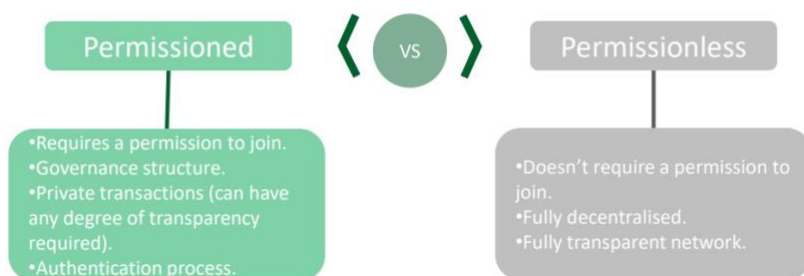 Permissioned
VS
Permissionless
•Requires a permission to join.
•Governance structure.
•Private transactions (can have
any degree of transparency
required).
•Authentication process.
•Doesn't require a permission to
join.
•Fully decentralised.
•Fully transparent network.